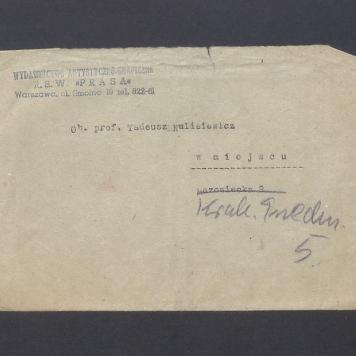 WYDAWNICTWO ARTYSTYCZNO-GRAFICZNE
R.S.W. „PRASA“
Warszawa, ul. Smolna 10 tel. 822-61
Ob. prof. Tadeusz Kulisiewicz
w miejscu
Mazowiecka 3
Krak. Przedm.
5